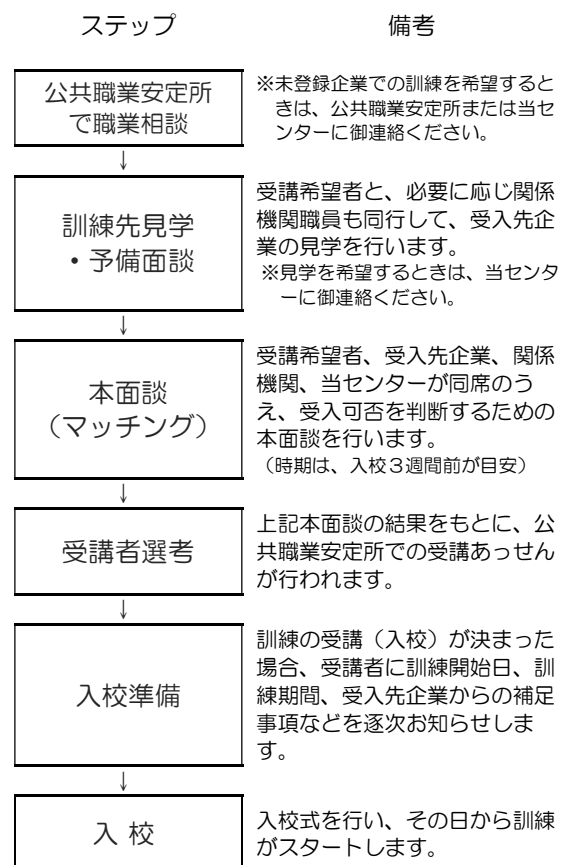 ステップ
備考
公共職業安定所
で職業相談
※未登録企業での訓練を希望すると
きは、公共職業安定所または当セ
ンターに御連絡ください。
↓
訓練先見学
・予備面談
受講希望者と、必要に応じ関係
機関職員も同行して、受入先企
業の見学を行います。
※見学を希望するときは、当センタ
ーに御連絡ください。
↓
本面談
（マッチング）
受講希望者、受入先企業、関係
機関、当センターが同席のう
え、受入可否を判断するための
本面談を行います。
（時期は、入校３週間前が目安）
↓
受講者選考
上記本面談の結果をもとに、公
共職業安定所での受講あっせん
が行われます。
↓
入校準備
訓練の受講（入校）が決まった
場合、受講者に訓練開始日、訓
練期間、受入先企業からの補足
事項などを逐次お知らせしま
す。
↓
入 校
入校式を行い、その日から訓練
がスタートします。